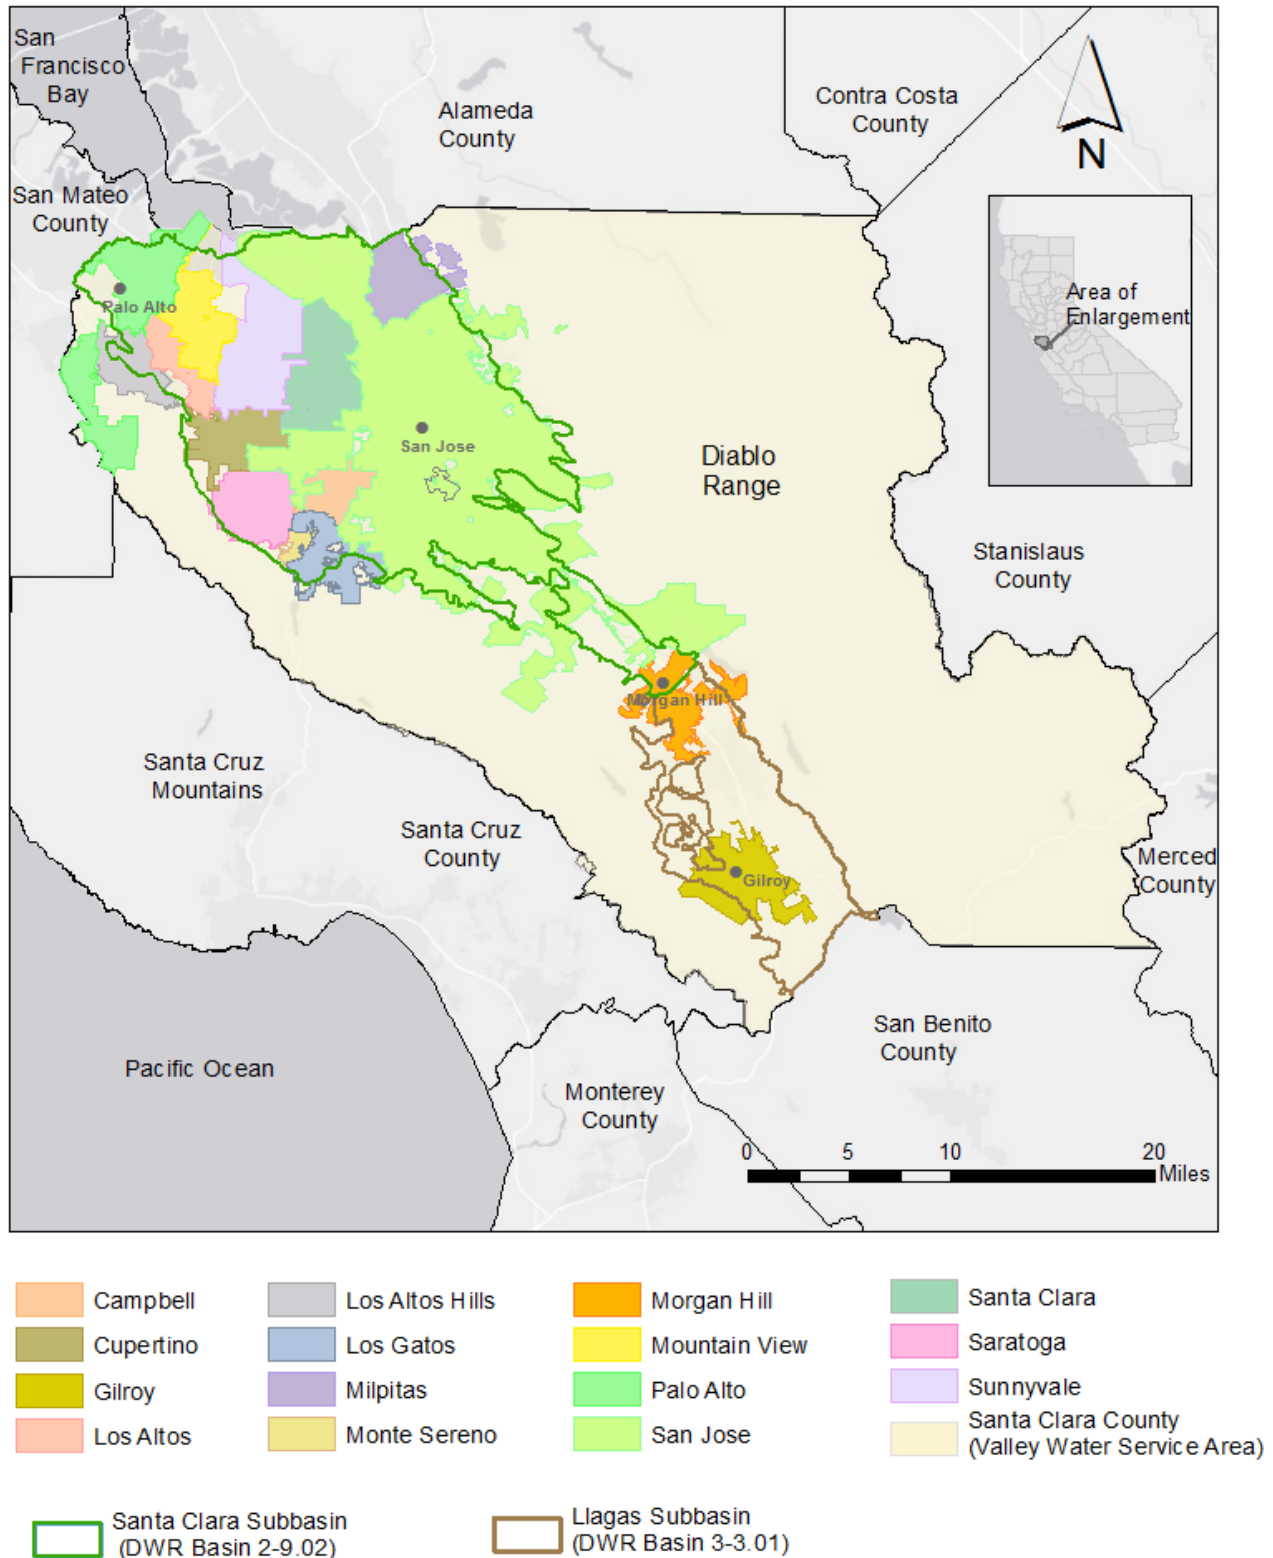 San
Francisco
Bay
Alameda
County
Contra Costa
County
N
San Mateo
County
Area of
Enlargement
Palo Alto
San Jose
Diablo
Range
Stanislaus
County
Morgan Hill
Santa Cruz
Mountains
Santa Cruz
County
Merced
County
Gilroy
San Benito
County
Pacific Ocean
Monterey
County
0 5 10 20
Miles
Campbell
Cupertino
Gilroy
Los Altos
Los Altos Hills
Los Gatos
Milpitas
Monte Sereno
Morgan Hill
Mountain View
Palo Alto
San Jose
Santa Clara
Saratoga
Sunnyvale
Santa Clara County
(Valley Water Service Area)
Santa Clara Subbasin
(DWR Basin 2-9.02)
Llagas Subbasin
(DWR Basin 3-3.01)